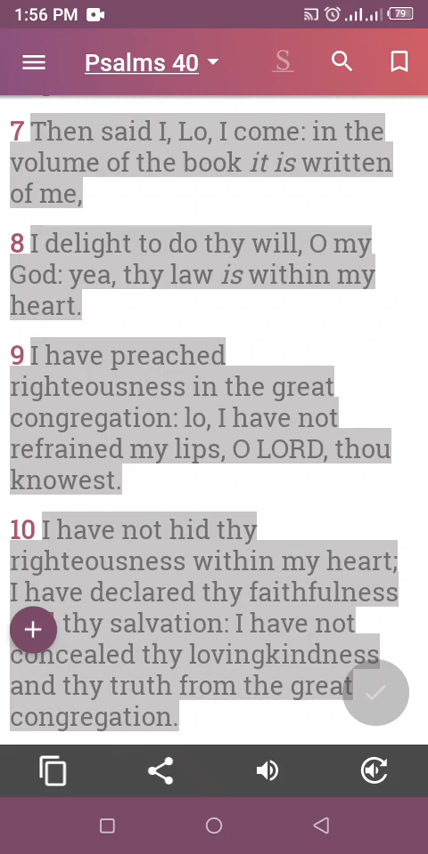 1:56 PM 79
Psalms 40 S
7 Then said I, Lo, I come: in the
volume of the book it is written
of me,
8 I delight to do thy will, O my
God: yea, thy law is within my
heart.
9 I have preached
righteousness in the great
congregation: lo, I have not
refrained my lips, O LORD, thou
knowest.
10 I have not hid thy
righteousness within my heart;
I have declared thy faithfulness
thy salvation: I have not
concealed thy lovingkindness
and thy truth from the great
congregation.